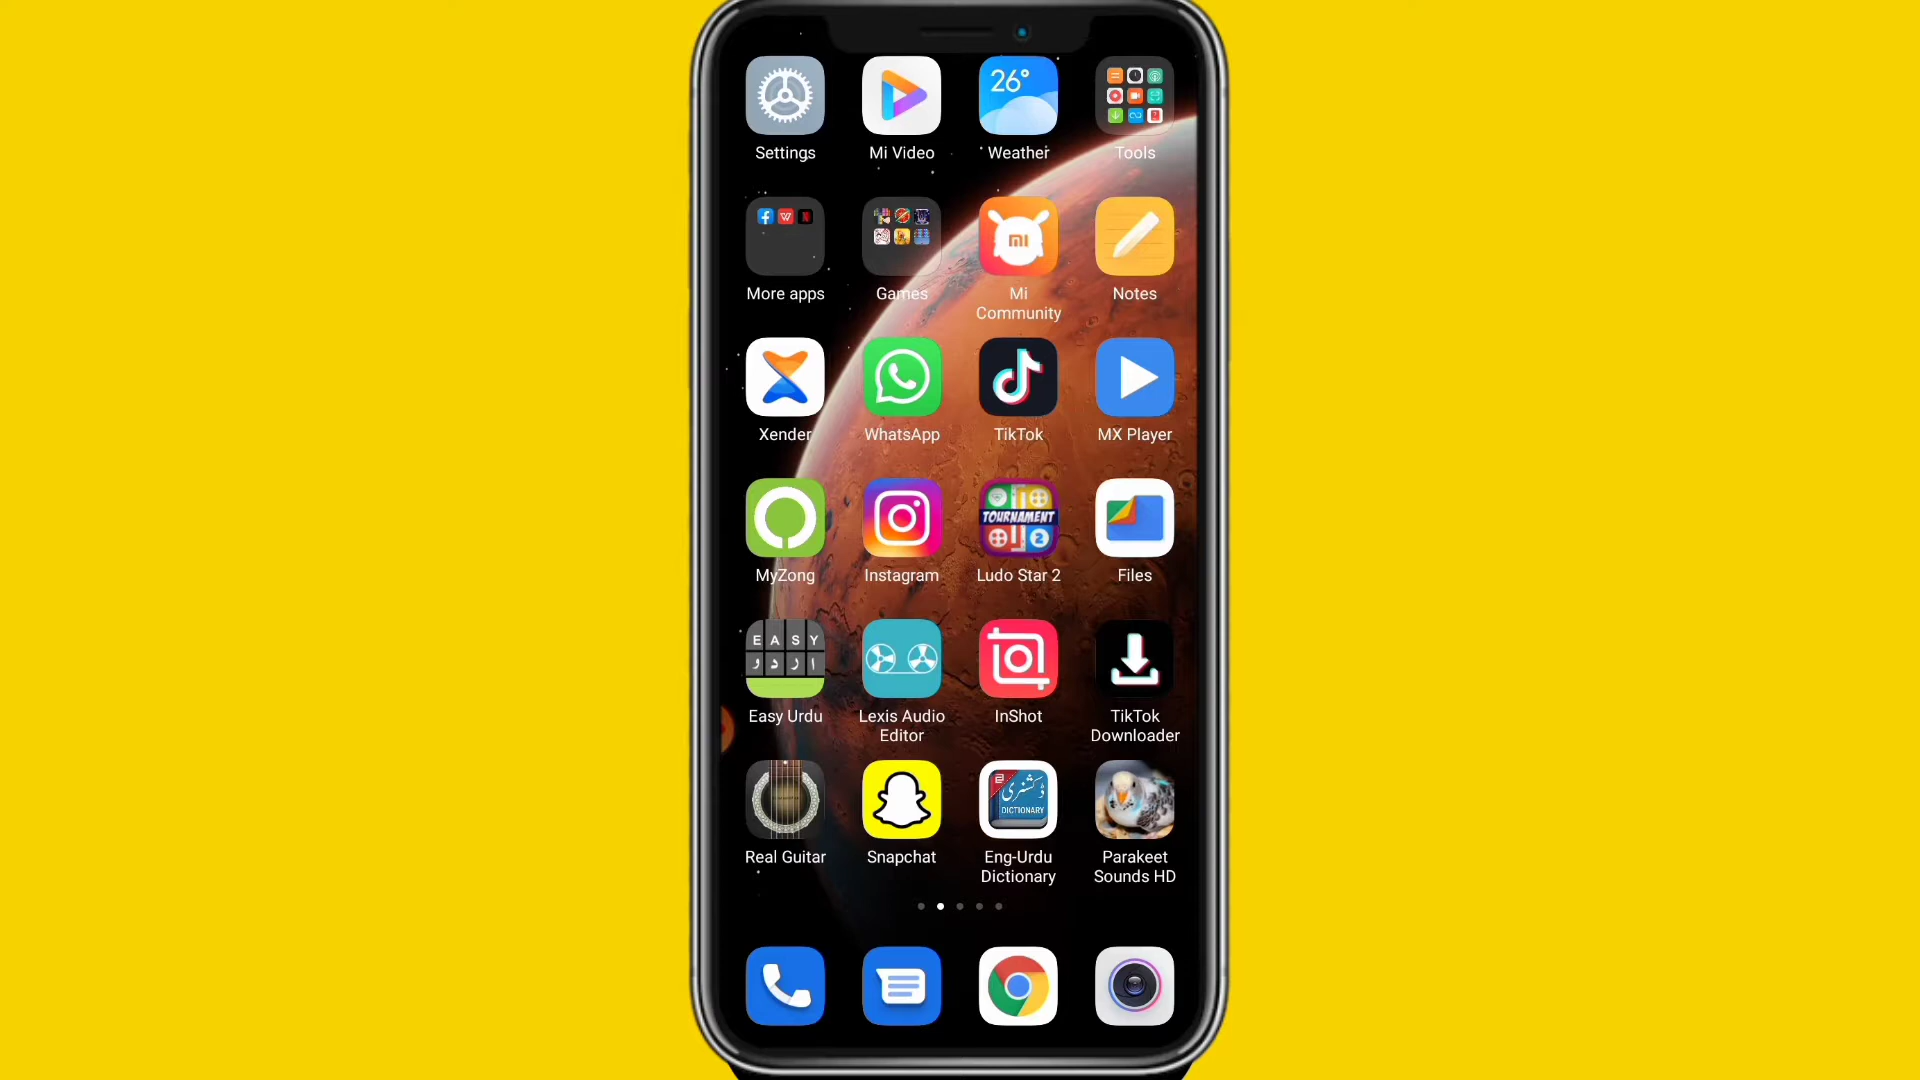 26°
Settings
Mi Video
Weather
Tools
More apps
Games
Mi
Community
Notes
Xender
WhatsApp
TikTok
MX Player
TOURNAMENT
2
MyZong
Instagram
Ludo Star 2
Files
E A S Y
ا ر د و
Easy Urdu
Lexis Audio
Editor
InShot
TikTok
Downloader
ڈکشنری
DICTIONARY
Real Guitar
Snapchat
Eng-Urdu
Dictionary
Parakeet
Sounds HD